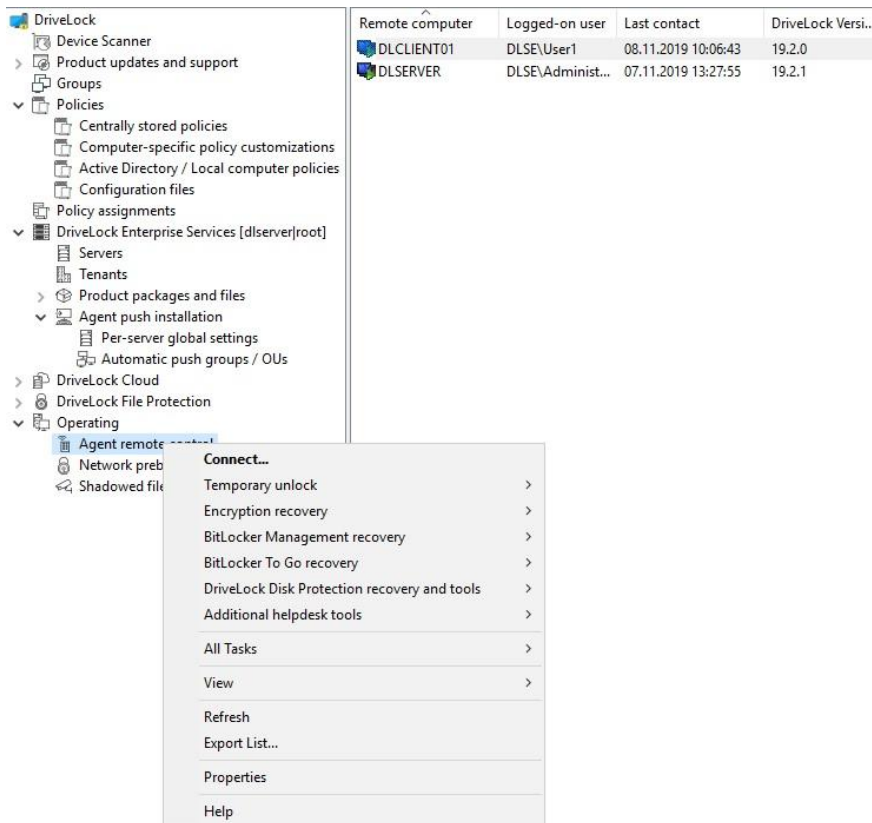 DriveLock
Device Scanner
Product updates and support
Groups
Policies
Centrally stored policies
Computer-specific policy customizations
Active Directory / Local computer policies
Configuration files
Policy assignments
DriveLock Enterprise Services [dlserver|root]
Servers
Tenants
Product packages and files
Agent push installation
Per-server global settings
Automatic push groups / OUs
DriveLock Cloud
DriveLock File Protection
Operating
Agent remote control
Network preb
Shadowed file
Remote computer Logged-on user Last contact DriveLock Versi...
DLCLIENT01 DLSE\User1 08.11.2019 10:06:43 19.2.0
DLSERVER DLSE\Administ... 07.11.2019 13:27:55 19.2.1
Connect...
Temporary unlock
Encryption recovery
BitLocker Management recovery
BitLocker To Go recovery
DriveLock Disk Protection recovery and tools
Additional helpdesk tools
All Tasks
View
Refresh
Export List...
Properties
Help